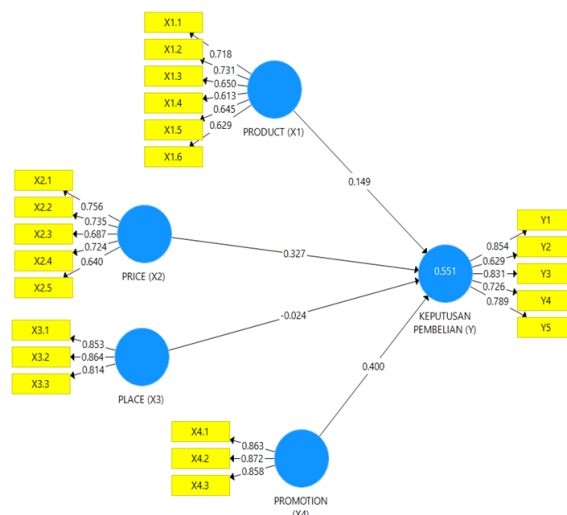 X1.1
X1.2
X1.3
X1.4
X1.5
X1.6
0.718
0.731
0.650
0.613
0.645
0.629
PRODUCT (X1)
0.149
X2.1
X2.2
X2.3
X2.4
X2.5
0.756
0.735
0.687
0.724
0.640
PRICE (X2)
0.327
X3.1
X3.2
X3.3
0.853
0.864
0.814
PLACE (X3)
-0.024
X4.1
X4.2
X4.3
0.863
0.872
0.858
PROMOTION
(X4)
0.400
0.551
KEPUTUSAN
PEMBELIAN (Y)
0.854
0.629
0.831
0.726
0.789
Y1
Y2
Y3
Y4
Y5